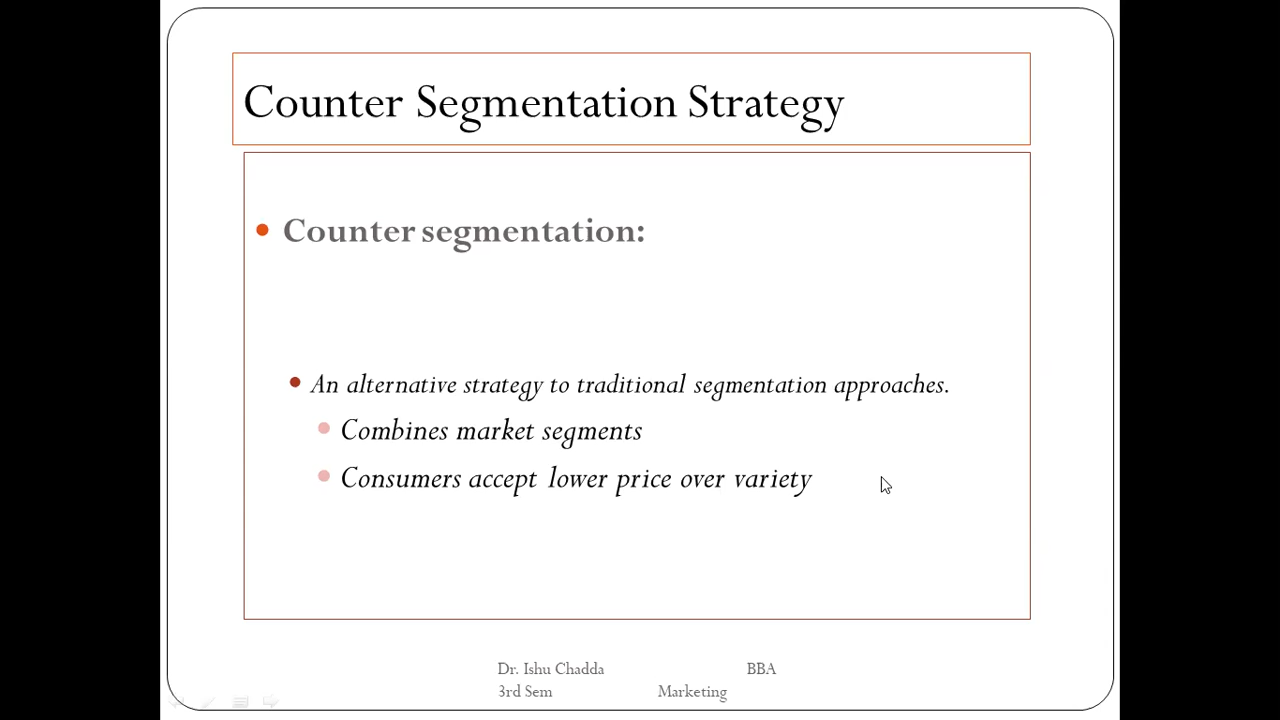 Counter Segmentation Strategy
Counter segmentation:
An alternative strategy to traditional segmentation approaches.
Combines market segments
Consumers accept lower price over variety
Dr. Ishu Chadda BBA
3rd Sem Marketing